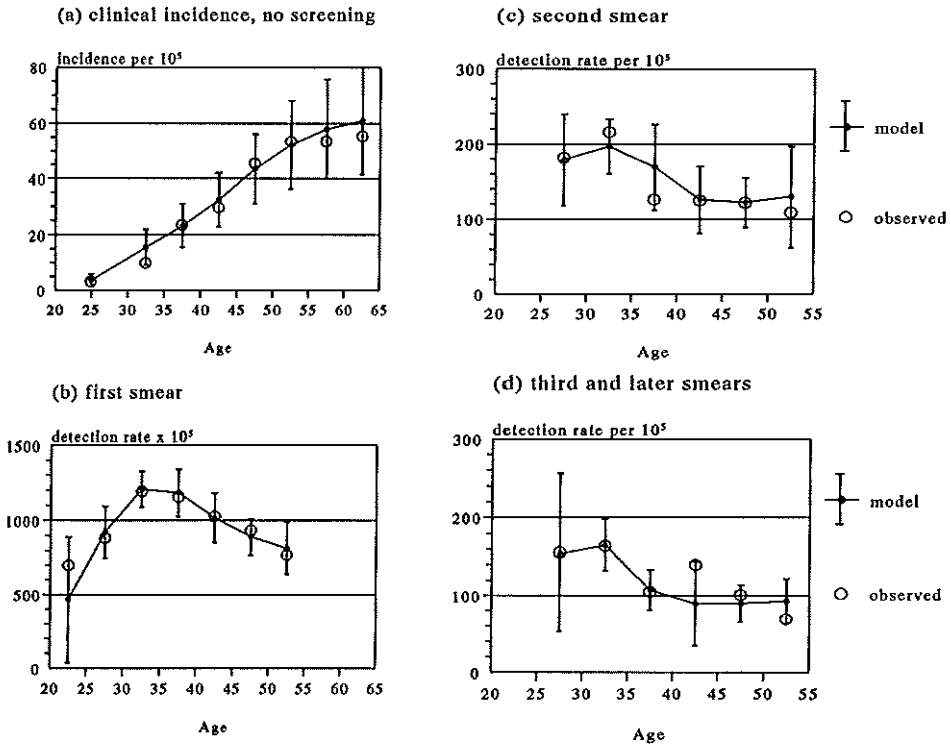 (a) clinical incidence, no screening
incidence per 10⁵
80
60
40
20
0
20 25 30 35 40 45 50 55 60 65
Age
(b) first smear
detection rate x 10⁵
1500
1000
500
0
20 25 30 35 40 45 50 55 60 65
Age
(c) second smear
detection rate per 10⁵
300
200
100
0
20 25 30 35 40 45 50 55
Age
model
observed
(d) third and later smears
detection rate per 10⁵
300
200
100
0
20 25 30 35 40 45 50 55
Age
model
observed